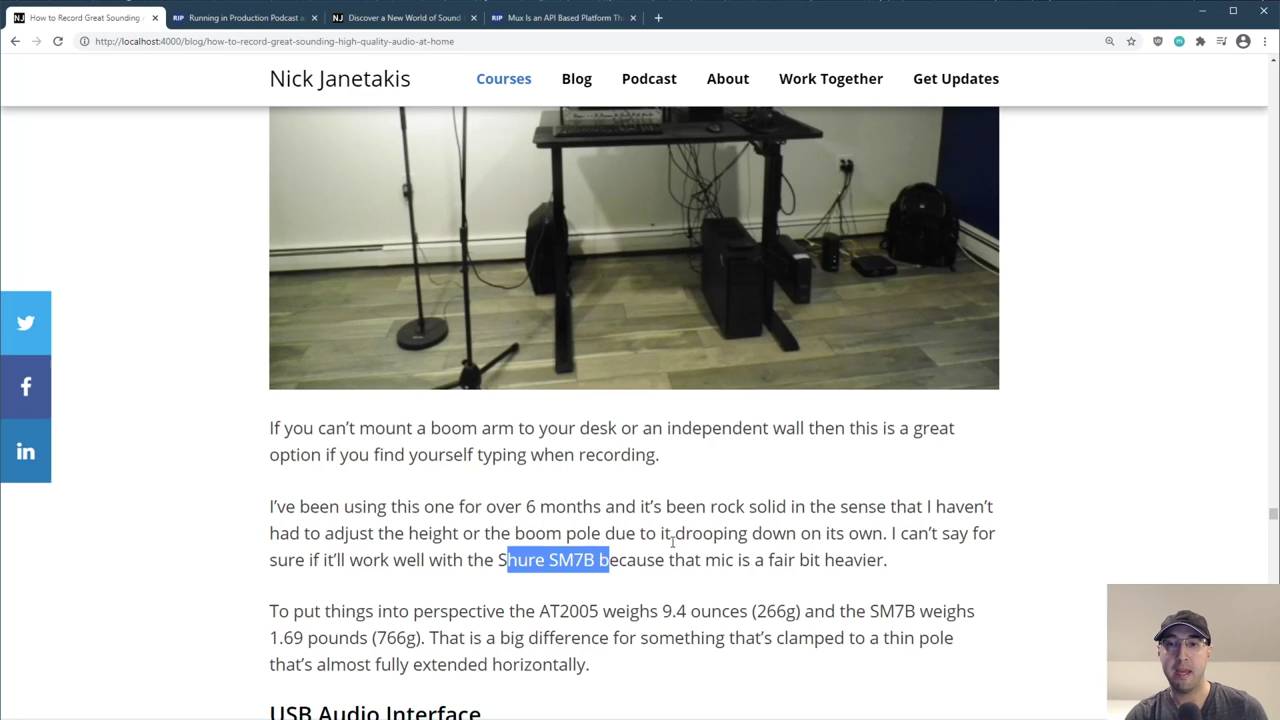 How to Record Great Sounding
Running in Production Podcast a
Discover a New World of Sound
Mux Is an API Based Platform Th
http://localhost:4000/blog/how-to-record-great-sounding-high-quality-audio-at-home
Nick Janetakis
Courses
Blog
Podcast
About
Work Together
Get Updates
If you can't mount a boom arm to your desk or an independent wall then this is a great
option if you find yourself typing when recording.
I've been using this one for over 6 months and it's been rock solid in the sense that I haven't
had to adjust the height or the boom pole due to it drooping down on its own. I can't say for
sure if it'll work well with the Shure SM7B because that mic is a fair bit heavier.
To put things into perspective the AT2005 weighs 9.4 ounces (266g) and the SM7B weighs
1.69 pounds (766g). That is a big difference for something that's clamped to a thin pole
that's almost fully extended horizontally.
USB Audio Interface